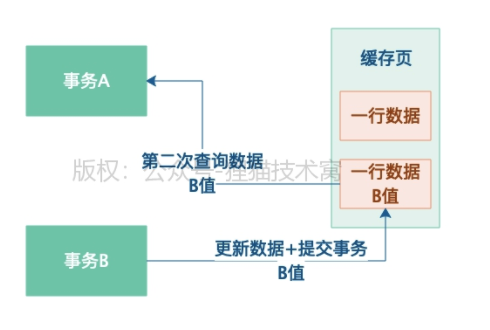 缓存页
事务A
一行数据
第二次查询数据
B值
一行数据
B值
版权：公众号-狸猫技术窝
事务B
更新数据+提交事务
B值